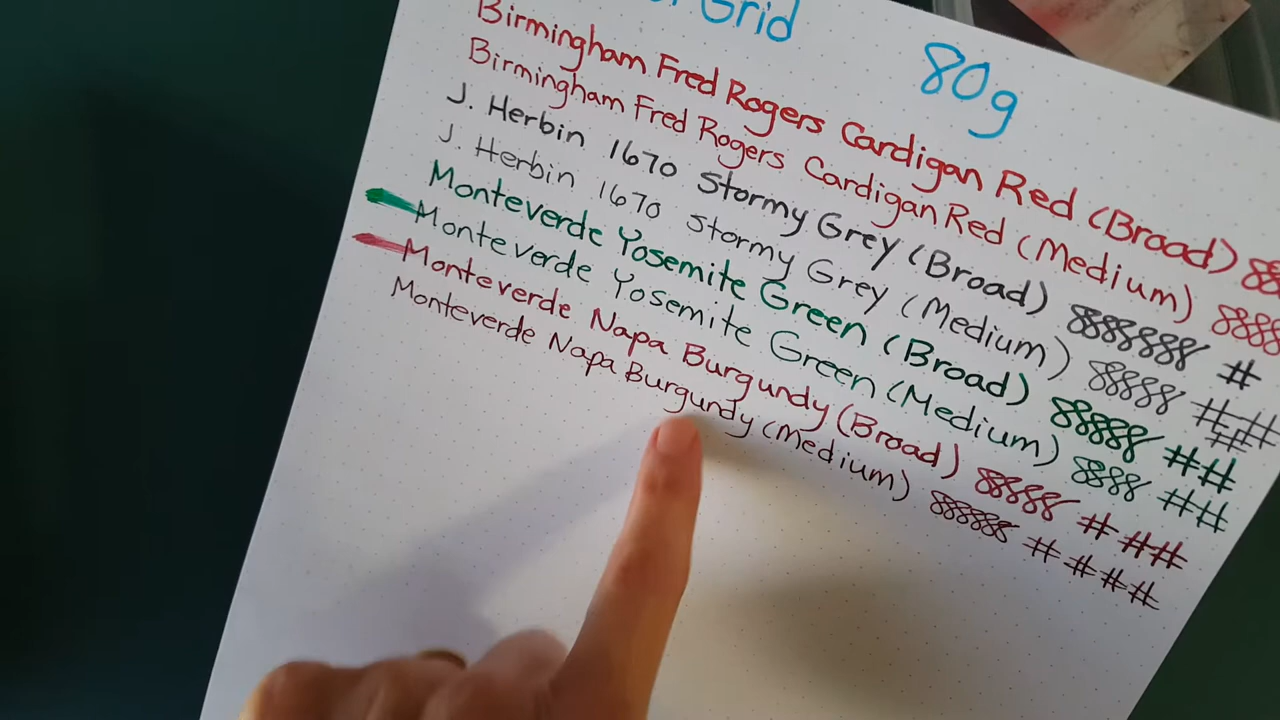 Grid
80g
Birmingham Fred Rogers Cardigan Red (Broad)
Birmingham Fred Rogers Cardigan Red (Medium)
J. Herbin 1670 Stormy Grey (Broad) #
J. Herbin 1670 Stormy Grey (Medium) ####
Monteverde Yosemite Green (Broad) ##
Monteverde Yosemite Green (Medium) ##
Monteverde Napa Burgundy (Broad) ###
Monteverde Napa Burgundy (Medium) ####